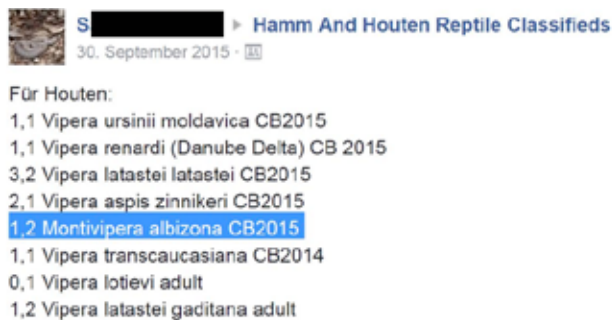 S ▸ Hamm And Houten Reptile Classifieds
30. September 2015 ·
Für Houten:
1,1 Vipera ursinii moldavica CB2015
1,1 Vipera renardi (Danube Delta) CB 2015
3,2 Vipera latastei latastei CB2015
2,1 Vipera aspis zinnikeri CB2015
1,2 Montivipera albizona CB2015
1,1 Vipera transcaucasiana CB2014
0,1 Vipera lotievi adult
1,2 Vipera latastei gaditana adult